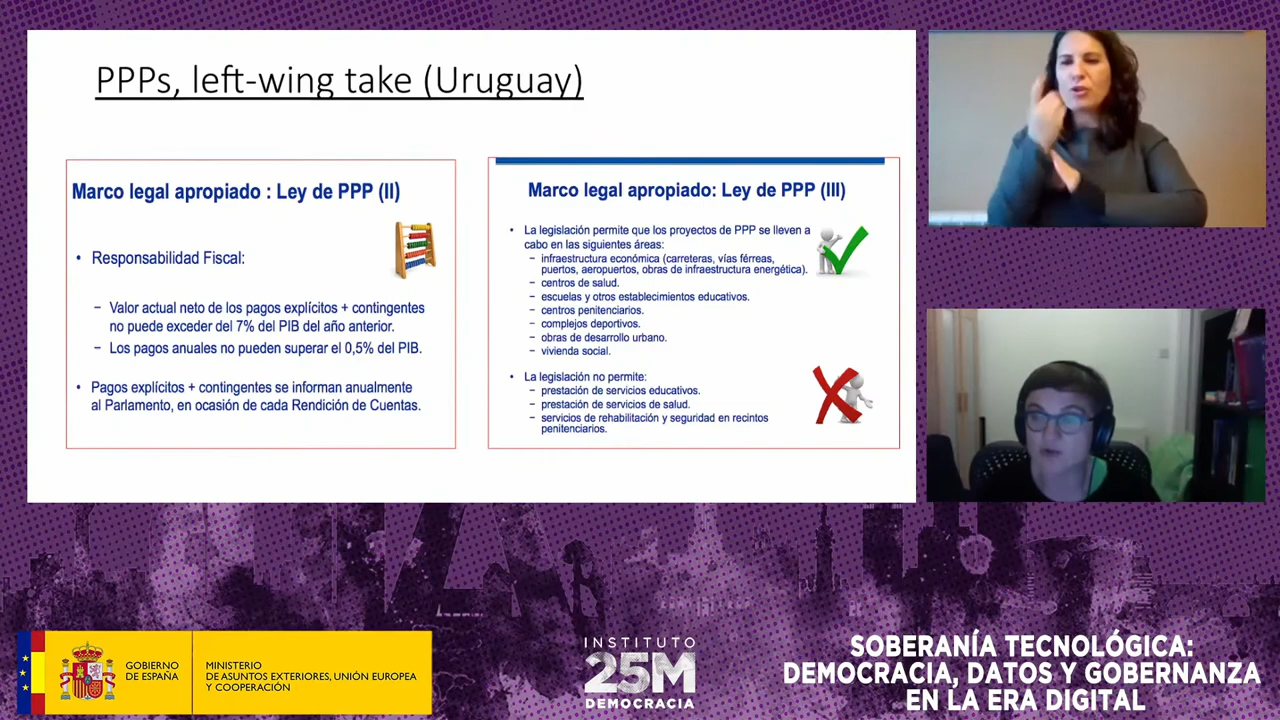 PPPs, left-wing take (Uruguay)
Marco legal apropiado : Ley de PPP (II)
• Responsabilidad Fiscal:
– Valor actual neto de los pagos explícitos + contingentes
no puede exceder del 7% del PIB del año anterior.
– Los pagos anuales no pueden superar el 0,5% del PIB.
• Pagos explícitos + contingentes se informan anualmente
al Parlamento, en ocasión de cada Rendición de Cuentas.
Marco legal apropiado: Ley de PPP (III)
• La legislación permite que los proyectos de PPP se lleven a
cabo en las siguientes áreas:
– infraestructura económica (carreteras, vías férreas,
puertos, aeropuertos, obras de infraestructura energética).
– centros de salud.
– escuelas y otros establecimientos educativos.
– centros penitenciarios.
– complejos deportivos.
– obras de desarrollo urbano.
– vivienda social.
• La legislación no permite:
– prestación de servicios educativos.
– prestación de servicios de salud.
– servicios de rehabilitación y seguridad en recintos
penitenciarios.
GOBIERNO
DE ESPAÑA
MINISTERIO
DE ASUNTOS EXTERIORES, UNIÓN EUROPEA
Y COOPERACIÓN
INSTITUTO
25M
DEMOCRACIA
SOBERANÍA TECNOLÓGICA:
DEMOCRACIA, DATOS Y GOBERNANZA
EN LA ERA DIGITAL